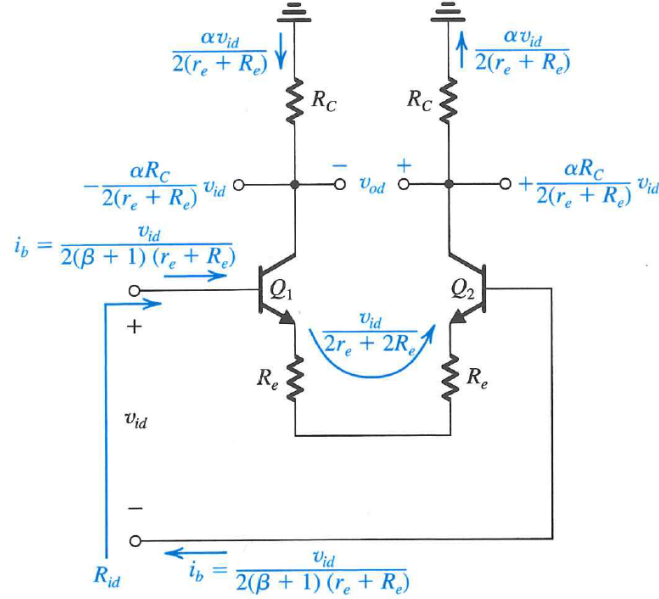 αv_id / 2(r_e + R_e)
αv_id / 2(r_e + R_e)
R_C
R_C
−αR_C / 2(r_e + R_e) v_id
− v_od +
+αR_C / 2(r_e + R_e) v_id
i_b = v_id / 2(β + 1) (r_e + R_e)
Q_1
Q_2
+
v_id / 2r_e + 2R_e
R_e
R_e
v_id
−
R_id
i_b = v_id / 2(β + 1) (r_e + R_e)